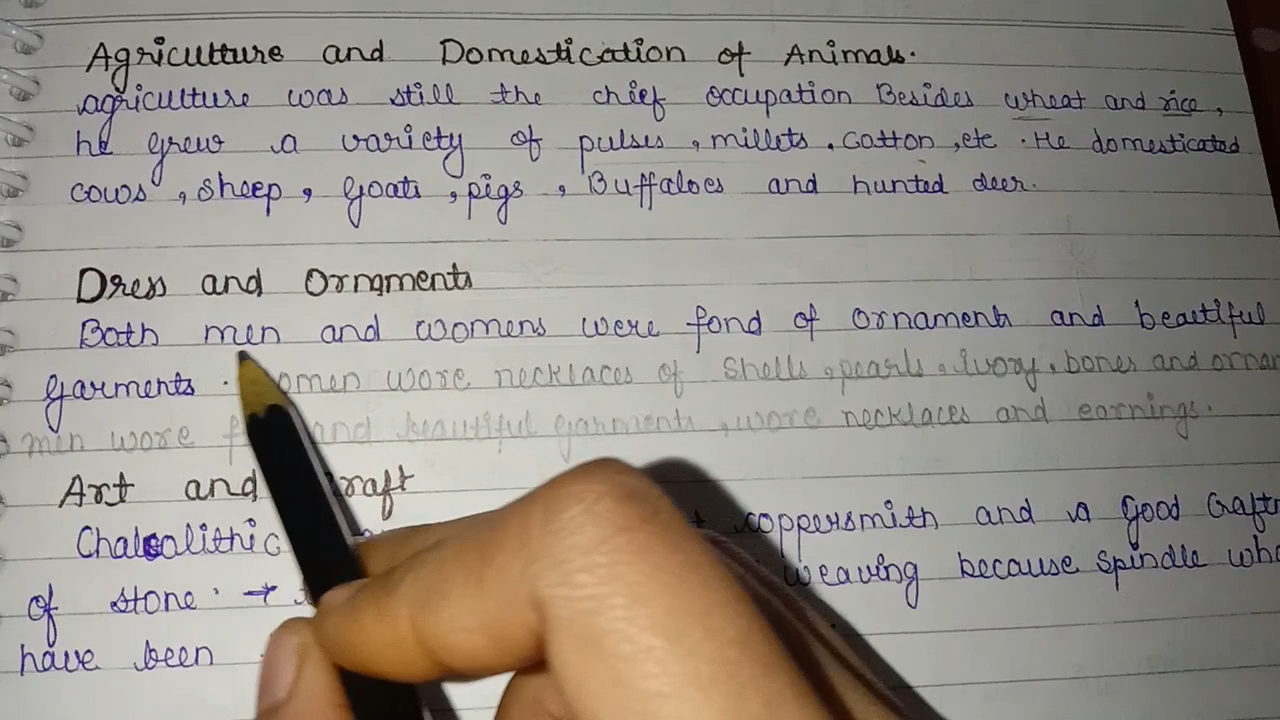 Agriculture and Domestication of Animals.
agriculture was still the chief occupation Besides wheat and rice,
he grew a variety of pulses, millets, cotton, etc. He domesticated
cows, sheep, goats, pigs, Buffaloes and hunted deer.
Dress and Ornaments
Both men and womens were fond of ornaments and beautiful
garments. omen wore necklaces of shells, pearls, ivory, bones and ornam
men wore and beautiful garments, wore necklaces and earnings.
Art and raft
Chalcolithic coppersmith and a good Craft
of stone. → weaving because spindle who
have been